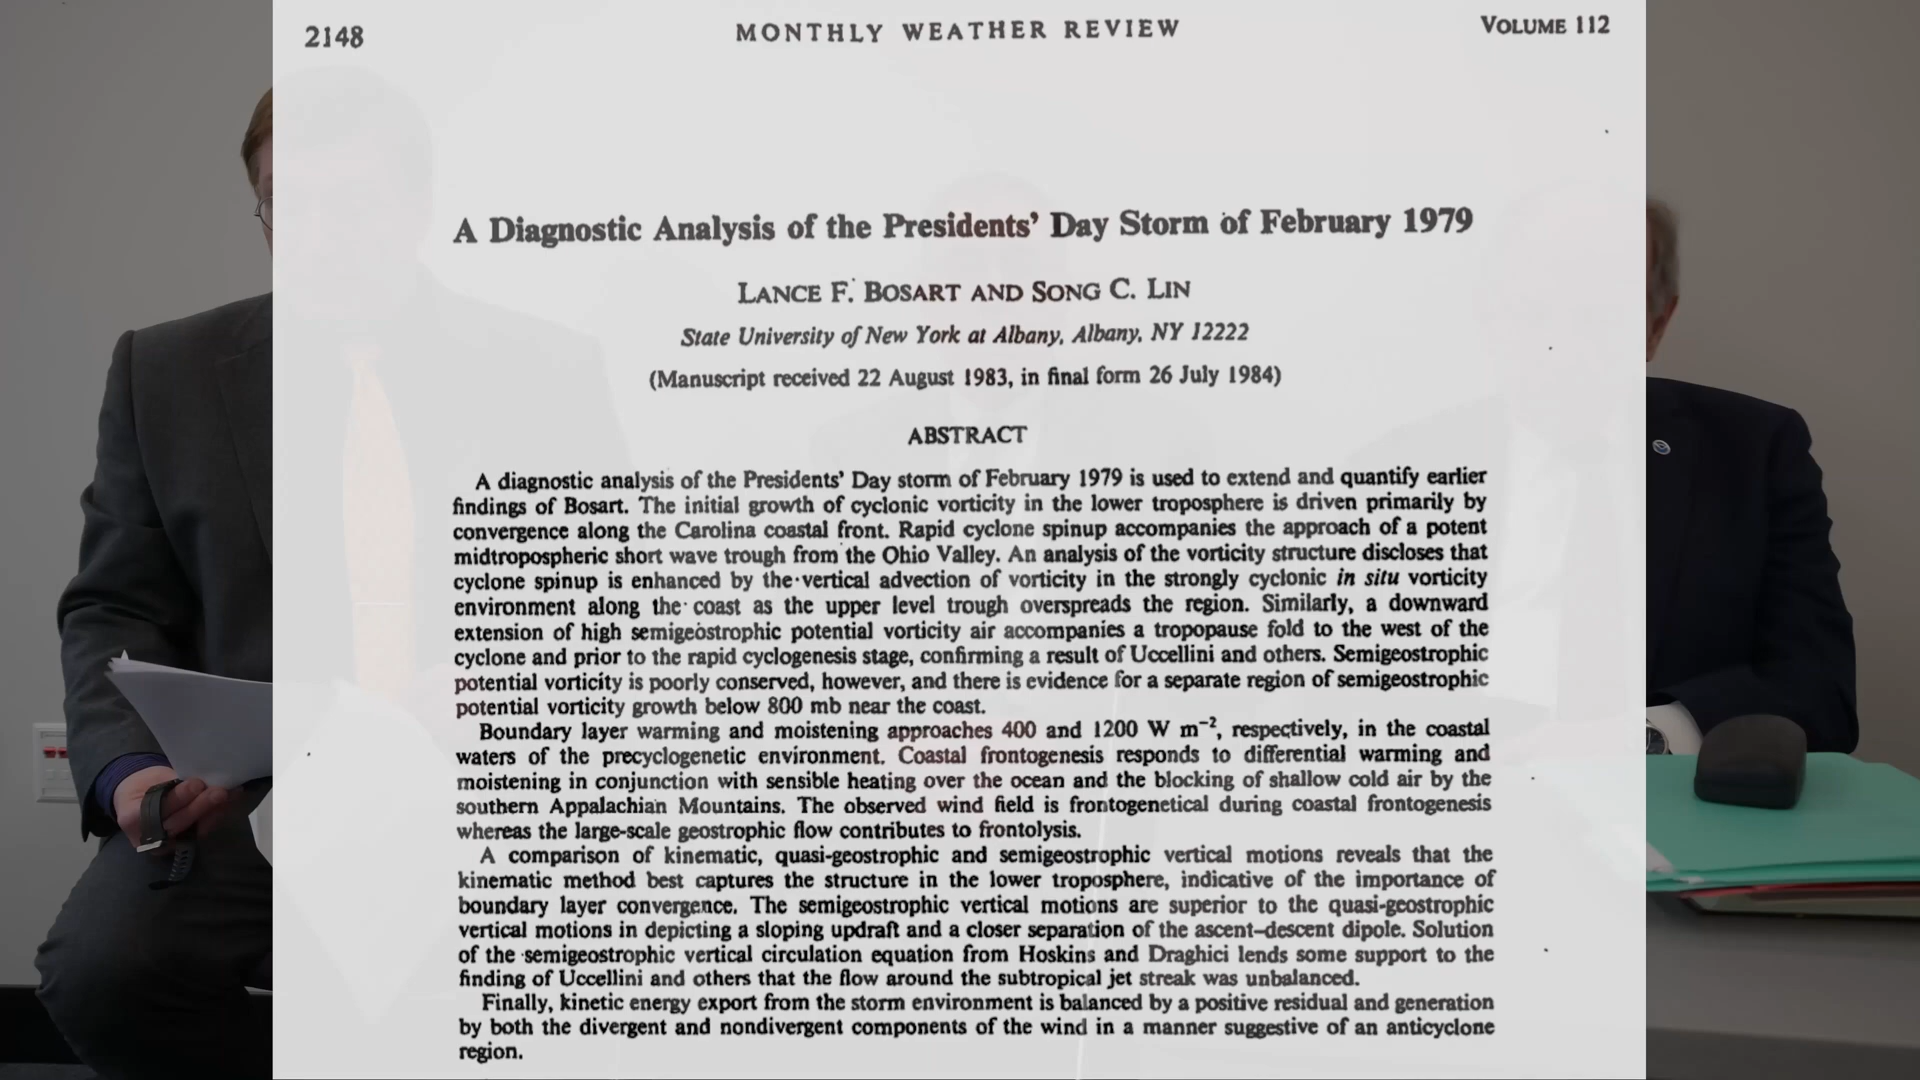 2148
MONTHLY WEATHER REVIEW
VOLUME 112
A Diagnostic Analysis of the Presidents' Day Storm of February 1979
LANCE F. BOSART AND SONG C. LIN
State University of New York at Albany, Albany, NY 12222
(Manuscript received 22 August 1983, in final form 26 July 1984)
ABSTRACT
A diagnostic analysis of the Presidents' Day storm of February 1979 is used to extend and quantify earlier
findings of Bosart. The initial growth of cyclonic vorticity in the lower troposphere is driven primarily by
convergence along the Carolina coastal front. Rapid cyclone spinup accompanies the approach of a potent
midtropospheric short wave trough from the Ohio Valley. An analysis of the vorticity structure discloses that
cyclone spinup is enhanced by the vertical advection of vorticity in the strongly cyclonic in situ vorticity
environment along the coast as the upper level trough overspreads the region. Similarly, a downward
extension of high semigeostrophic potential vorticity air accompanies a tropopause fold to the west of the
cyclone and prior to the rapid cyclogenesis stage, confirming a result of Uccellini and others. Semigeostrophic
potential vorticity is poorly conserved, however, and there is evidence for a separate region of semigeostrophic
potential vorticity growth below 800 mb near the coast.
Boundary layer warming and moistening approaches 400 and 1200 W m⁻², respectively, in the coastal
waters of the precyclogenetic environment. Coastal frontogenesis responds to differential warming and
moistening in conjunction with sensible heating over the ocean and the blocking of shallow cold air by the
southern Appalachian Mountains. The observed wind field is frontogenetical during coastal frontogenesis
whereas the large-scale geostrophic flow contributes to frontolysis.
A comparison of kinematic, quasi-geostrophic and semigeostrophic vertical motions reveals that the
kinematic method best captures the structure in the lower troposphere, indicative of the importance of
boundary layer convergence. The semigeostrophic vertical motions are superior to the quasi-geostrophic
vertical motions in depicting a sloping updraft and a closer separation of the ascent–descent dipole. Solution
of the semigeostrophic vertical circulation equation from Hoskins and Draghici lends some support to the
finding of Uccellini and others that the flow around the subtropical jet streak was unbalanced.
Finally, kinetic energy export from the storm environment is balanced by a positive residual and generation
by both the divergent and nondivergent components of the wind in a manner suggestive of an anticyclone
region.